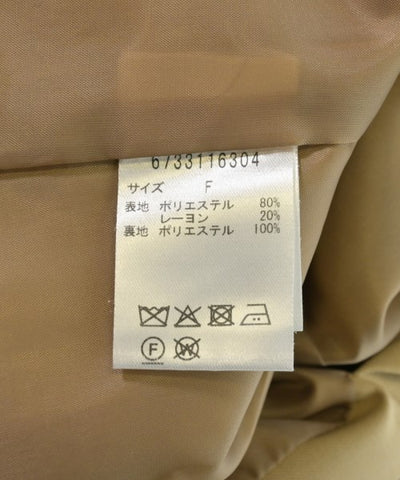 6733116304
サイズ F
表地 ポリエステル 80%
レーヨン 20%
裏地 ポリエステル 100%
F
W